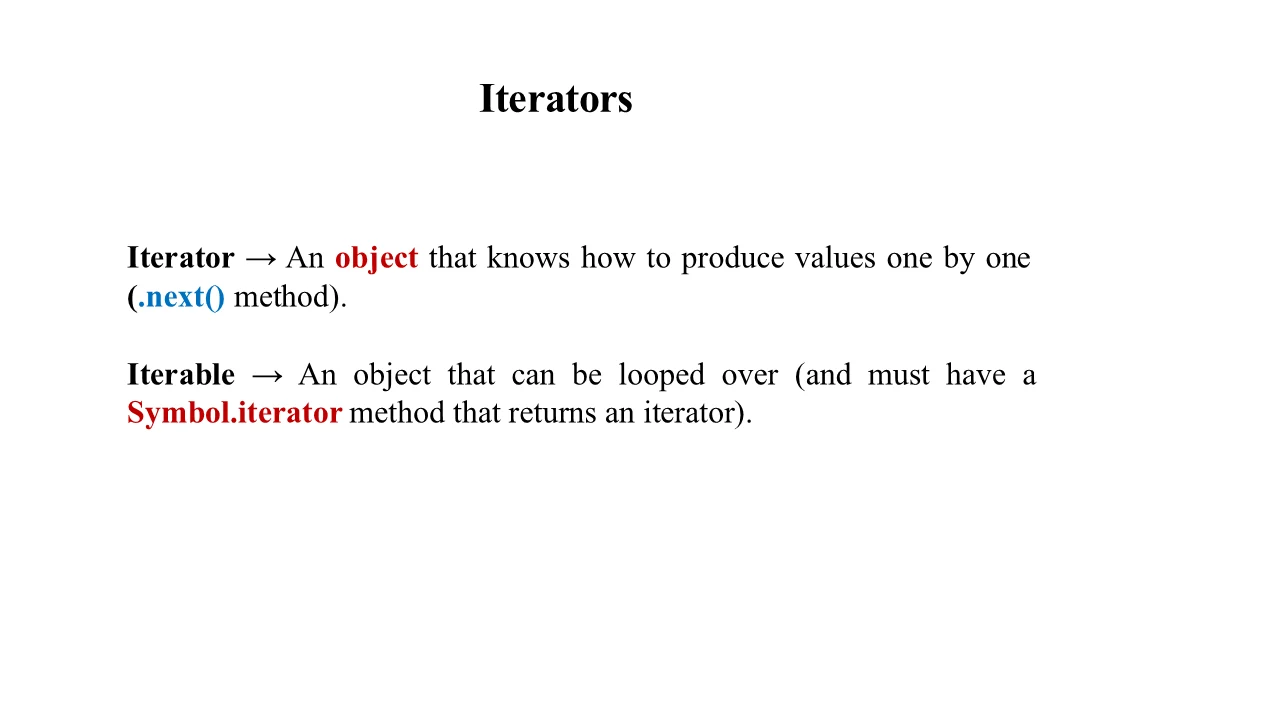 Iterators
Iterator → An object that knows how to produce values one by one
(.next() method).
Iterable → An object that can be looped over (and must have a
Symbol.iterator method that returns an iterator).